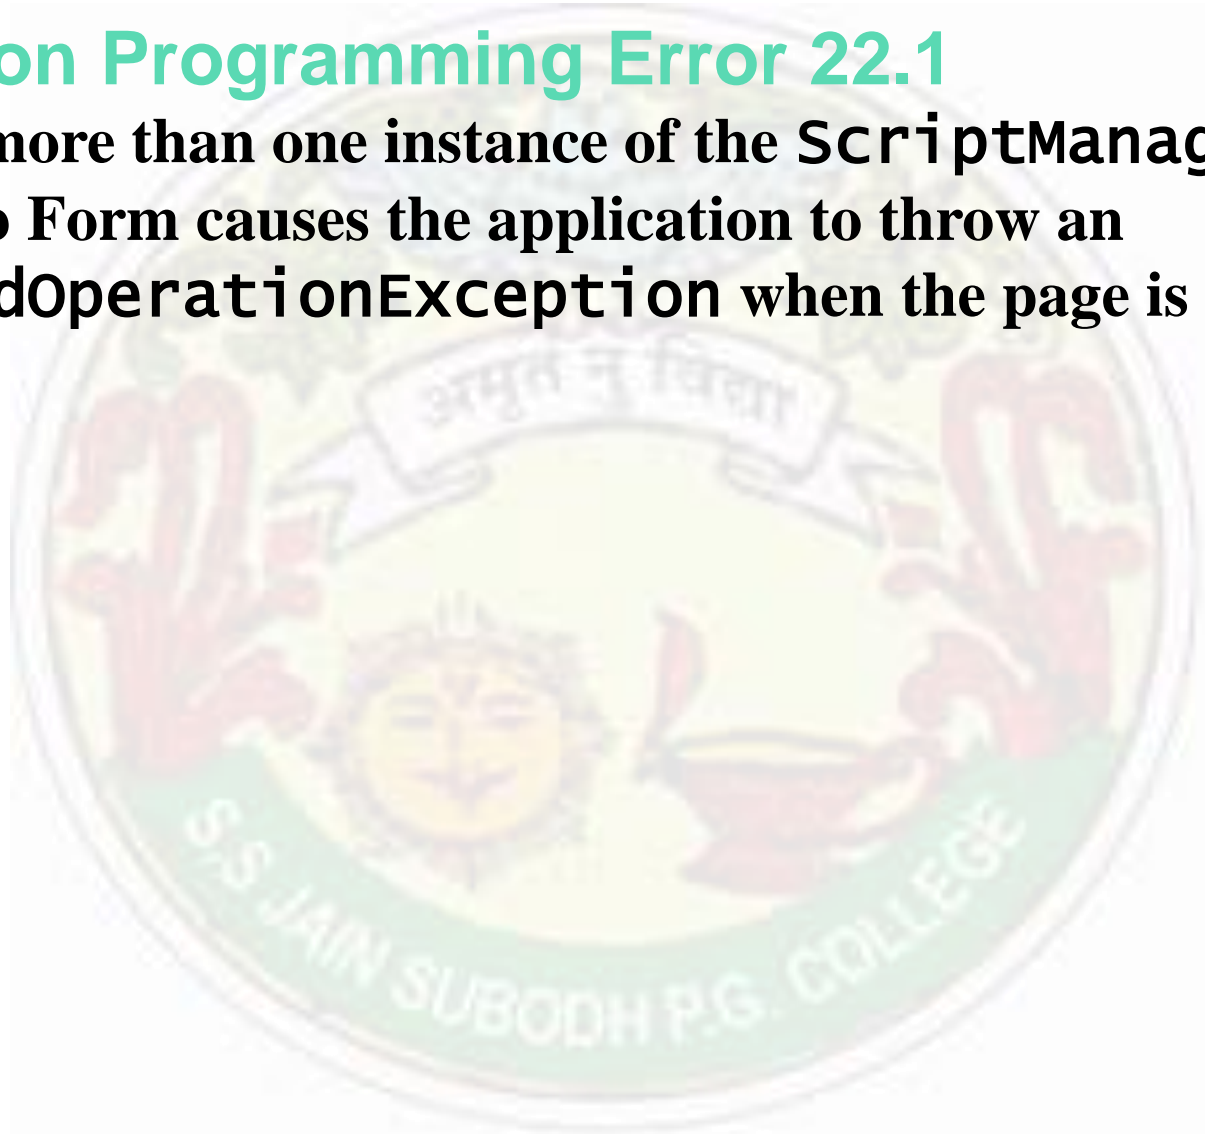 on Programming Error 22.1
more than one instance of the ScriptManag
Form causes the application to throw an
dOperationException when the page is
अमृतं नु विद्या
S.S JAIN SUBODH P.G. COLLEGE